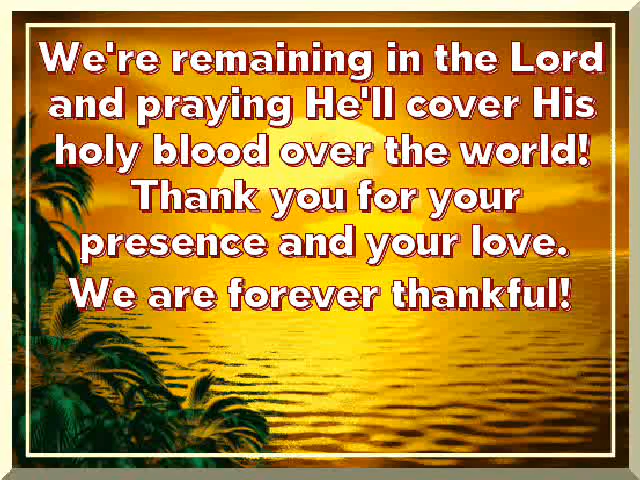 We're remaining in the Lord
and praying He'll cover His
holy blood over the world!
Thank you for your
presence and your love.
We are forever thankful!